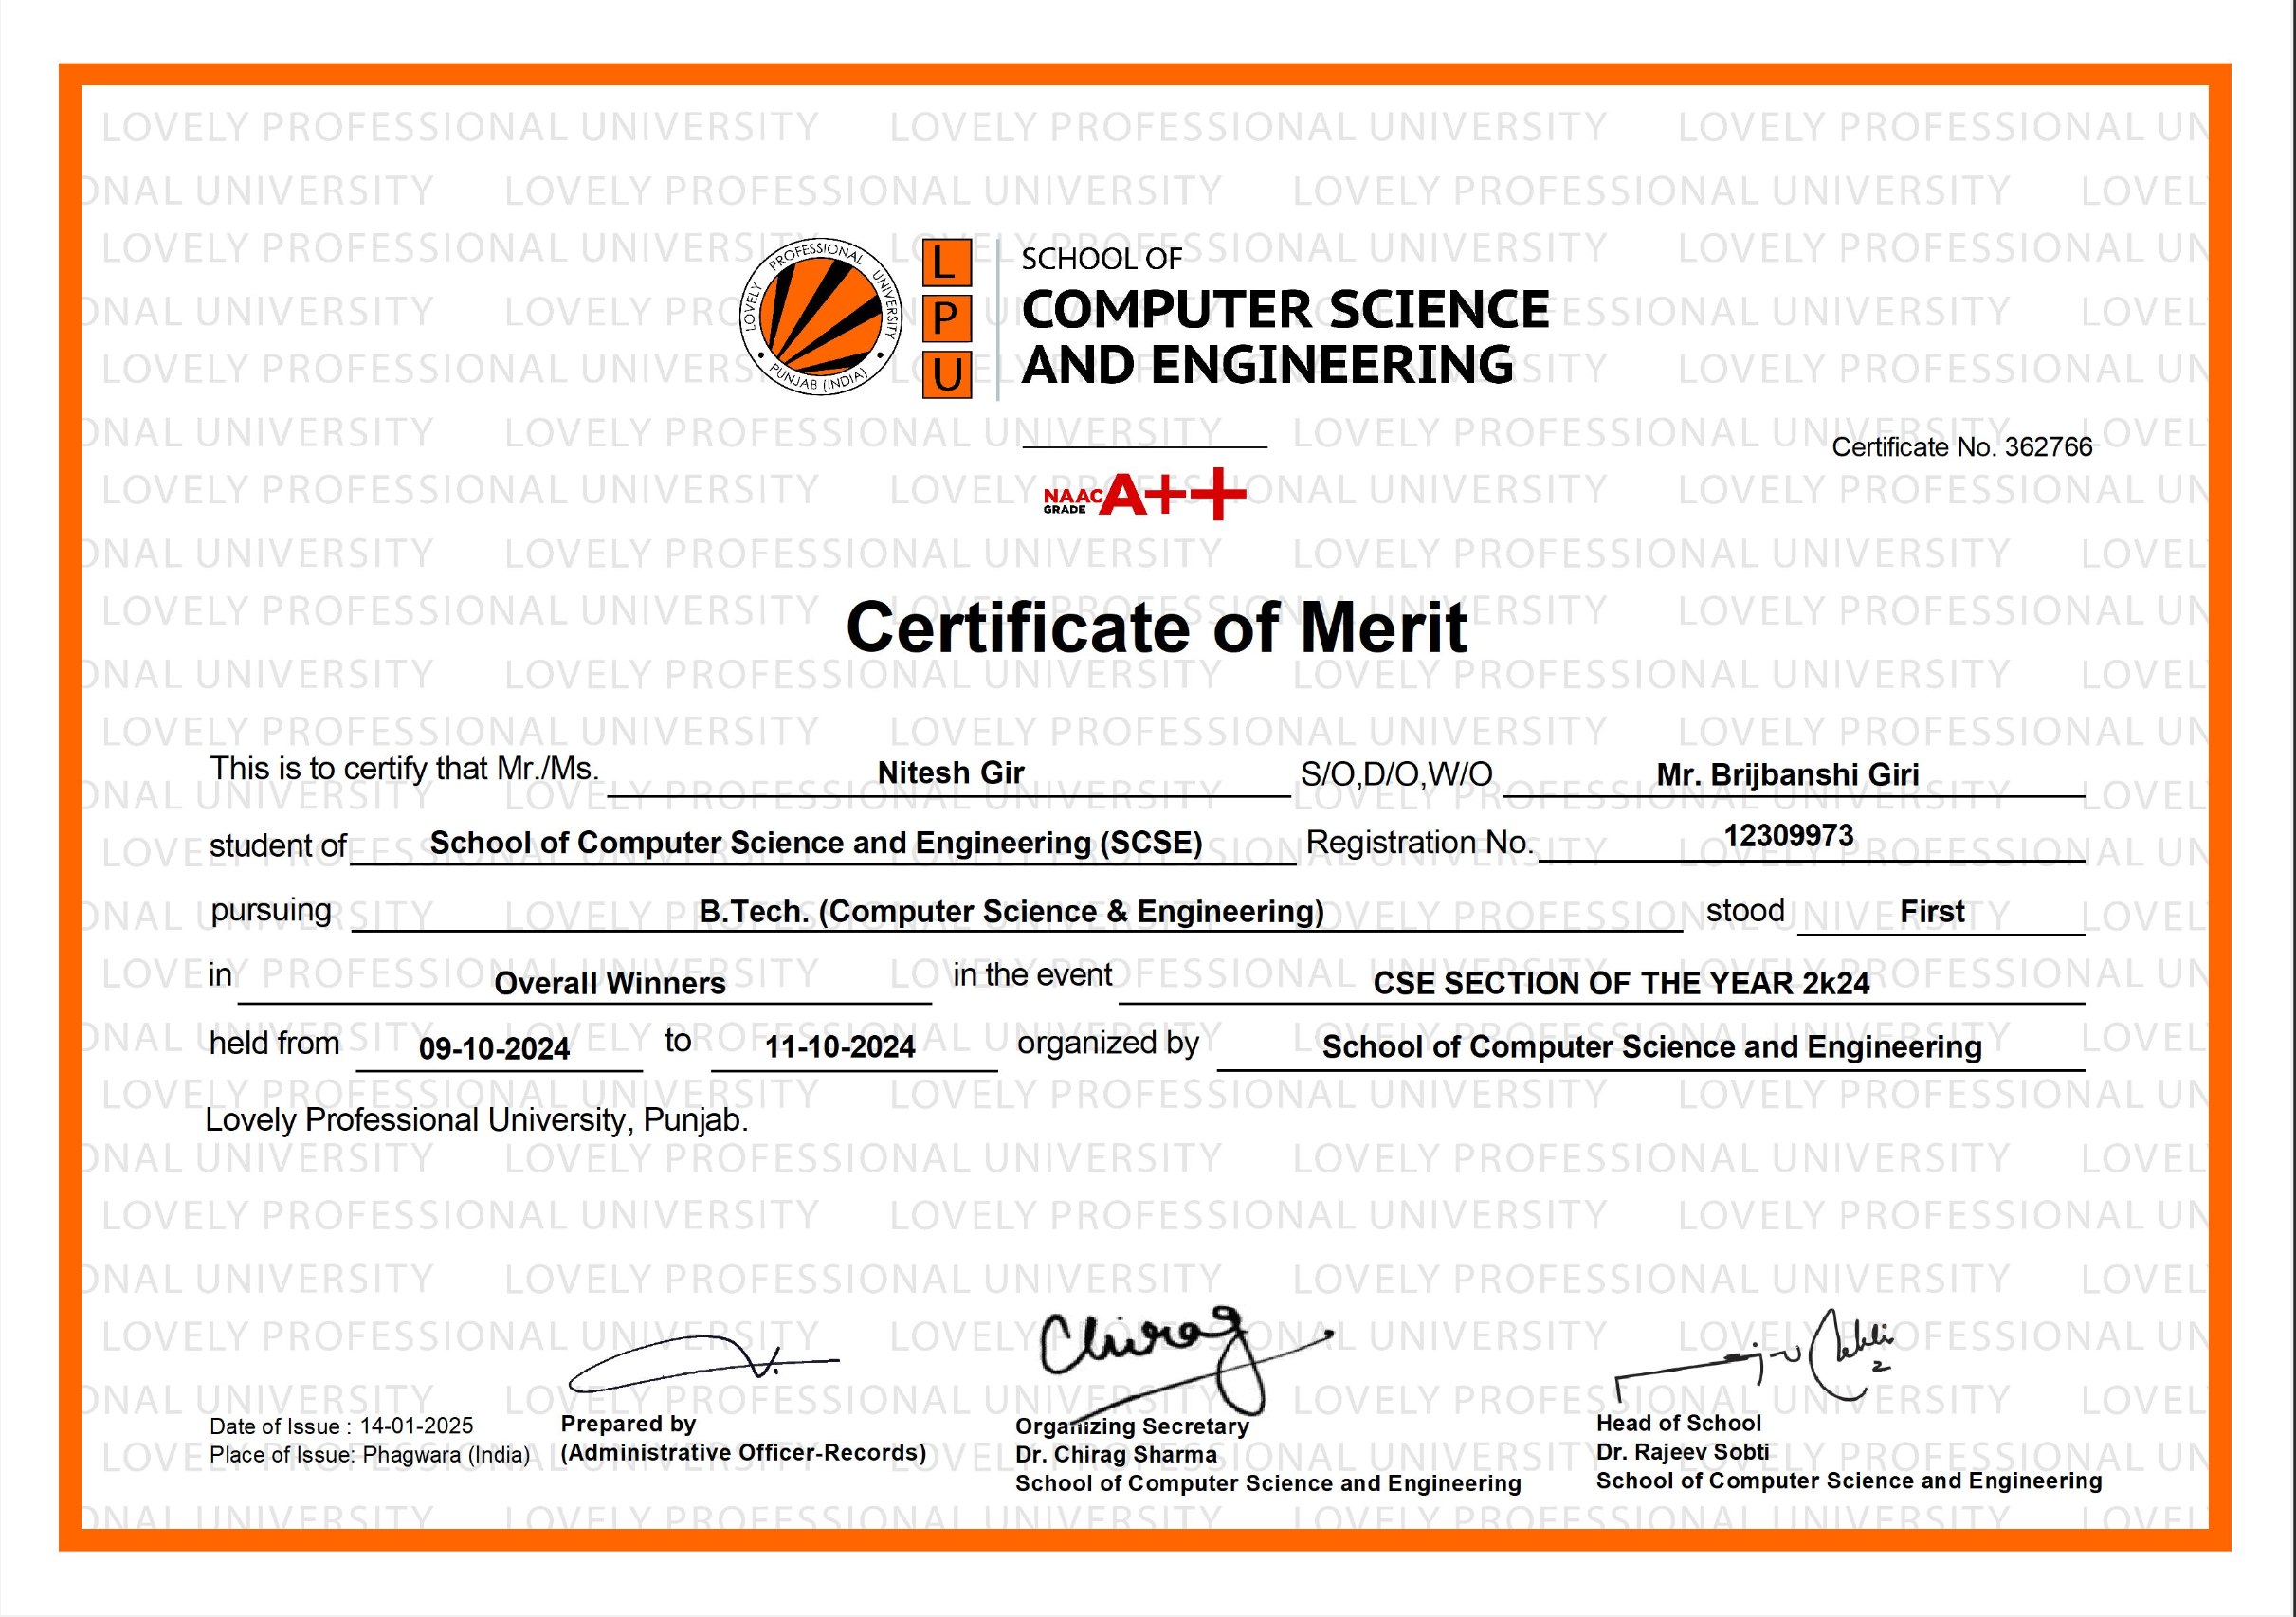 LOVELY PROFESSIONAL UNIVERSITY
PUNJAB (INDIA)
L
P
U
SCHOOL OF
COMPUTER SCIENCE
AND ENGINEERING
Certificate No. 362766
NAAC
GRADE A++
Certificate of Merit
This is to certify that Mr./Ms. Nitesh Gir S/O,D/O,W/O Mr. Brijbanshi Giri
student of School of Computer Science and Engineering (SCSE) Registration No. 12309973
pursuing B.Tech. (Computer Science & Engineering) stood First
in Overall Winners in the event CSE SECTION OF THE YEAR 2k24
held from 09-10-2024 to 11-10-2024 organized by School of Computer Science and Engineering
Lovely Professional University, Punjab.
Chirag
Date of Issue : 14-01-2025
Place of Issue: Phagwara (India)
Prepared by
(Administrative Officer-Records)
Organizing Secretary
Dr. Chirag Sharma
School of Computer Science and Engineering
Head of School
Dr. Rajeev Sobti
School of Computer Science and Engineering